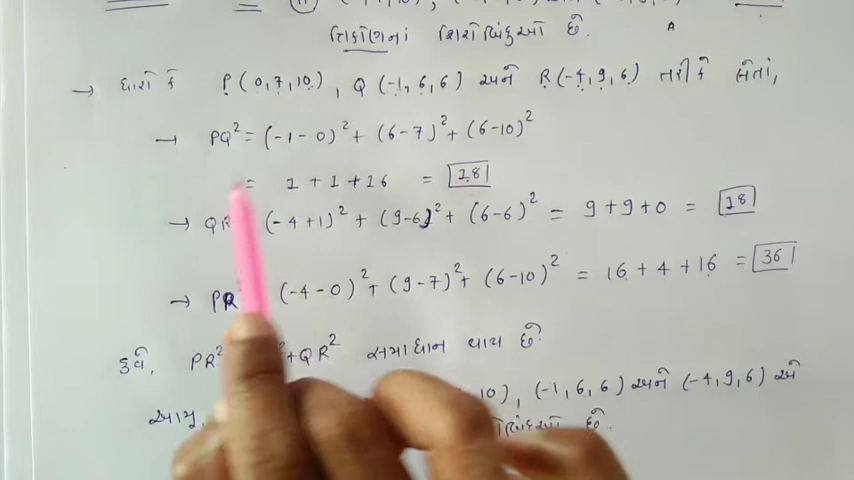 ત્રિકોણનાં શિરોબિંદુઓ છે. A
→ ધારો કે P(0,7,10), Q(-1,6,6) અને R(-4,9,6) તરીકે લેતાં,
→ PQ² = (-1-0)² + (6-7)² + (6-10)²
= 1 + 1 + 16 = 18
→ QR (-4+1)² + (9-6)² + (6-6)² = 9+9+0 = 18
→ PR (-4-0)² + (9-7)² + (6-10)² = 16 + 4 + 16 = 36
હવે, PR² ² + QR² સમાધાન થાય છે.
10), (-1,6,6) અને (-4,9,6) એ
આમ,